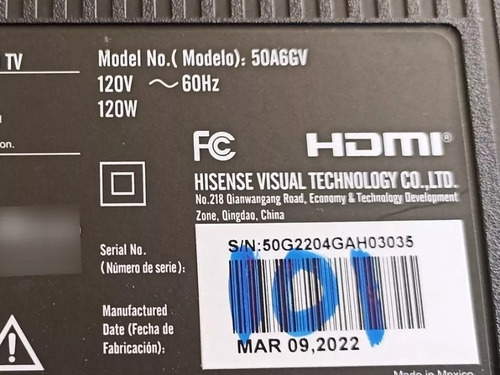 TV
Model No.( Modelo): 50A6GV
120V ～60Hz
120W
on.
FC HDMI®
HISENSE VISUAL TECHNOLOGY CO.,LTD.
No.218 Qianwangang Road, Economy & Technology Development
Zone, Qingdao, China
S/N:50G2204GAH03035
Serial No.
(Número de serie):
101
Manufactured
Date (Fecha de
Fabricación):
MAR 09,2022
Made in Mexico